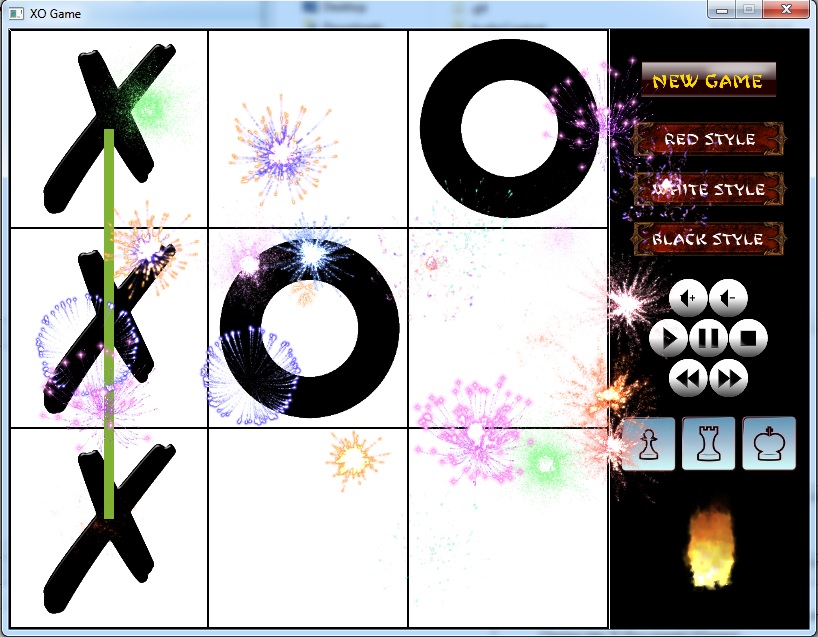 XO Game
NEW GAME
RED STYLE
WHITE STYLE
BLACK STYLE
X
O
X
O
X